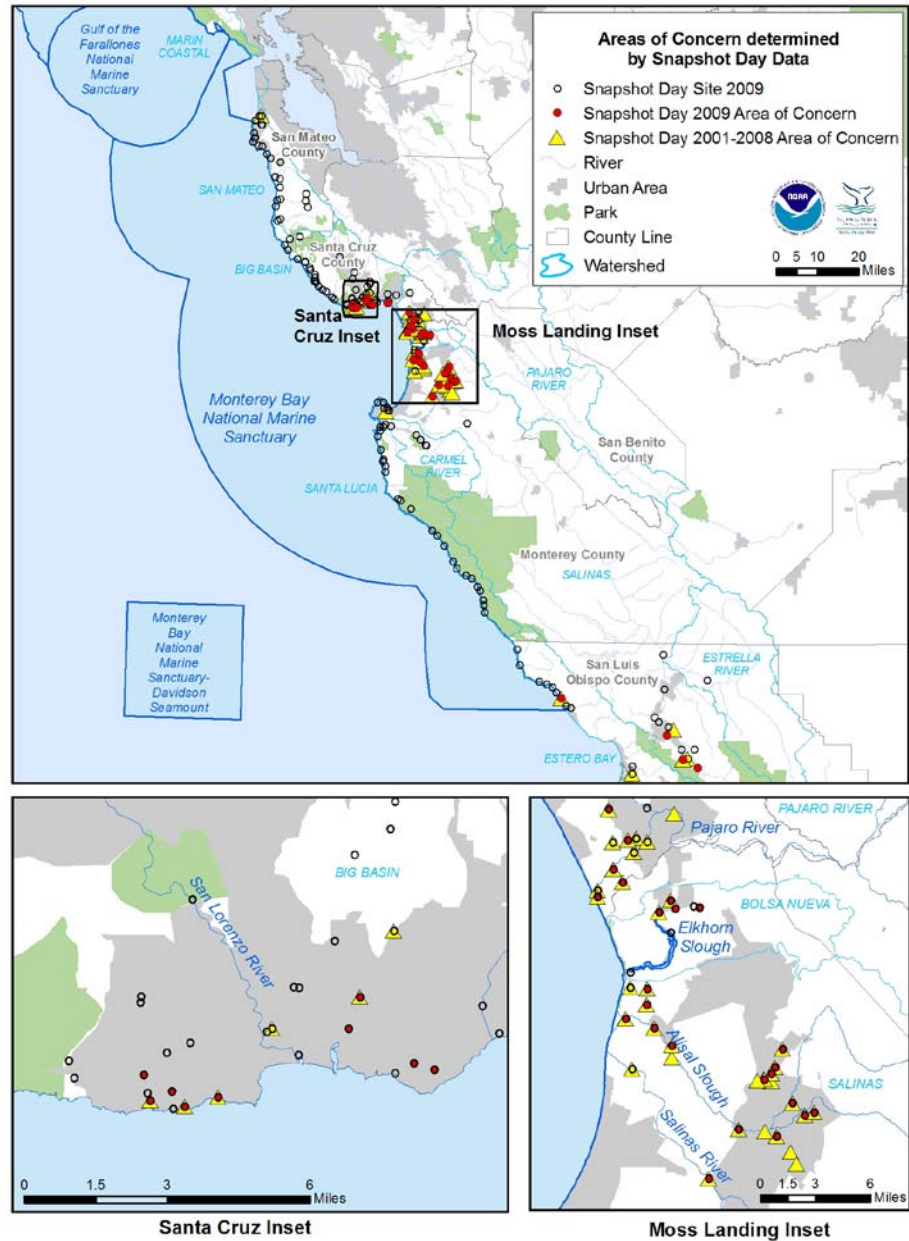 Gulf of the
Farallones
National
Marine
Sanctuary
MARIN
COASTAL
Areas of Concern determined
by Snapshot Day Data
Snapshot Day Site 2009
Snapshot Day 2009 Area of Concern
Snapshot Day 2001-2008 Area of Concern
River
Urban Area
Park
County Line
Watershed
NOAA
0 5 10 20
Miles
San Mateo
County
SAN MATEO
Santa Cruz
County
BIG BASIN
Santa
Cruz Inset
Moss Landing Inset
PAJARO
RIVER
Monterey Bay
National Marine
Sanctuary
San Benito
County
CARMEL
RIVER
SANTA LUCIA
Monterey County
SALINAS
Monterey
Bay
National
Marine
Sanctuary-
Davidson
Seamount
San Luis
Obispo County
ESTRELLA
RIVER
ESTERO BAY
BIG BASIN
San Lorenzo River
0 1.5 3 6
Miles
Santa Cruz Inset
PAJARO RIVER
Pajaro River
BOLSA NUEVA
Elkhorn
Slough
Alisal Slough
SALINAS
Salinas River
0 1.5 3 6
Miles
Moss Landing Inset